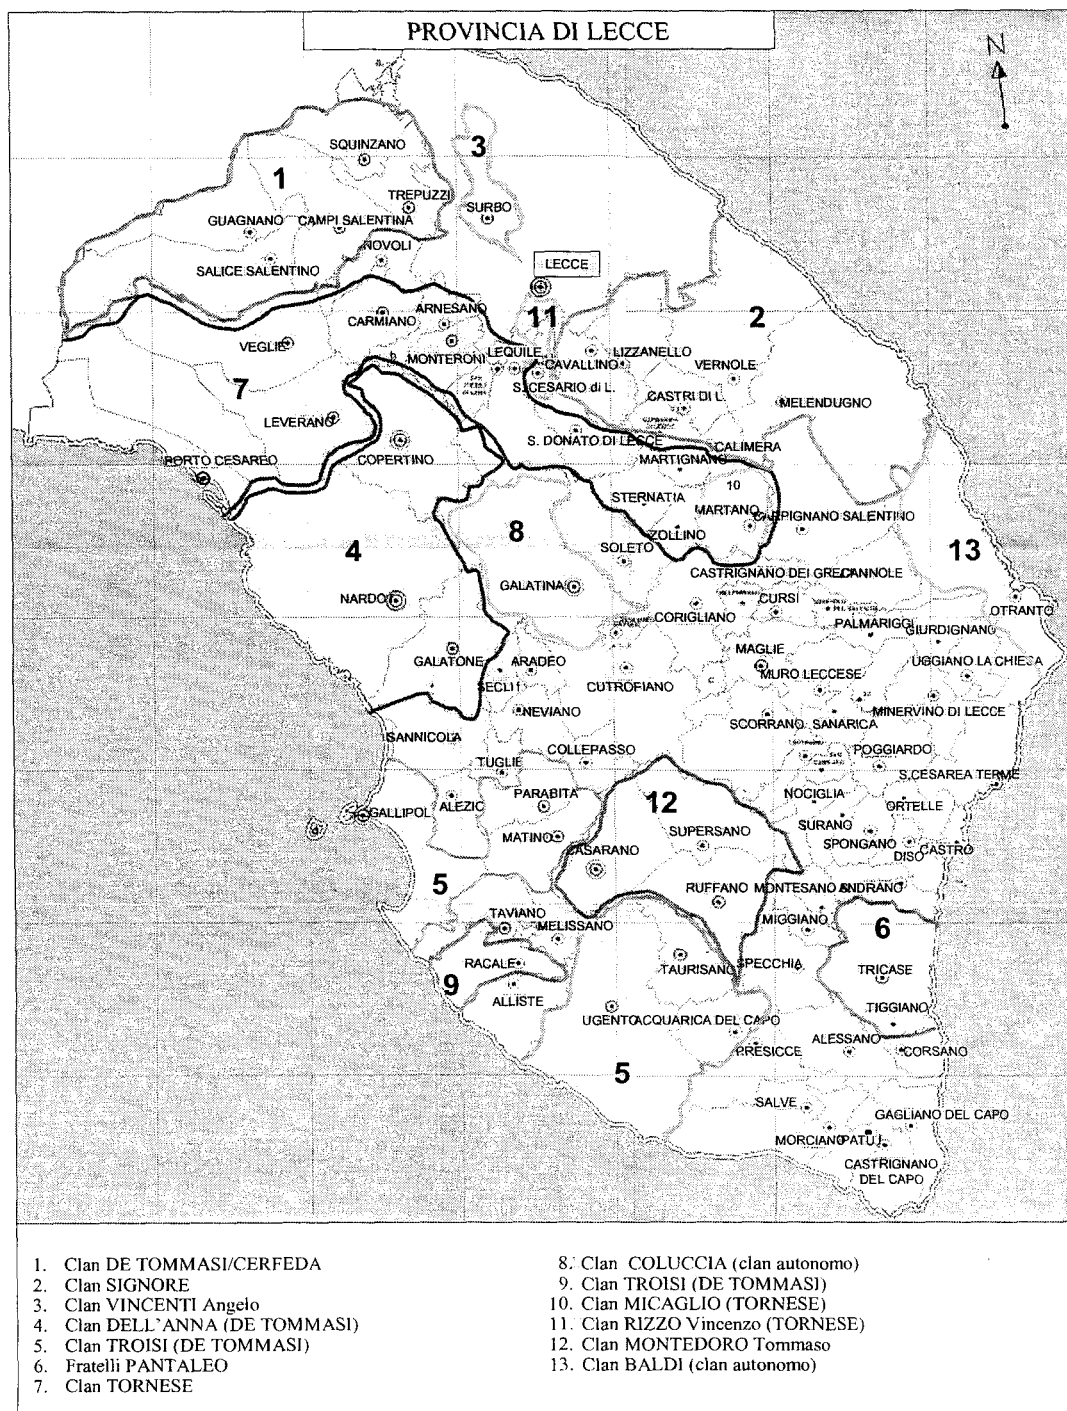 PROVINCIA DI LECCE
N
SQUINZANO
3
1
TREPUZZI
SURBO
GUAGNANO
CAMPI SALENTINA
NOVOLI
SALICE SALENTINO
LECCE
ARNESANO
CARMIANO
11
2
VEGLIE
MONTERONI
LEQUILE
CAVALLINO
LIZZANELLO
VERNOLE
S.CESARIO di L.
7
CASTRI DI L.
MELENDUGNO
LEVERANO
S. DONATO DI LECCE
CALIMERA
PORTO CESAREO
COPERTINO
MARTIGNANO
10
STERNATIA
MARTANO
CARPIGNANO SALENTINO
8
ZOLLINO
4
SOLETO
13
CASTRIGNANO DEI GRECI
CANNOLE
NARDO
GALATINA
CURSI
OTRANTO
CORIGLIANO
PALMARIGGI
GIURDIGNANO
MAGLIE
GALATONE
ARADEO
UGGIANO LA CHIESA
MURO LECCESE
SECLI
CUTROFIANO
NEVIANO
MINERVINO DI LECCE
SCORRANO
SANARICA
SANNICOLA
COLLEPASSO
POGGIARDO
TUGLIE
S.CESAREA TERME
PARABITA
NOCIGLIA
12
ALEZIO
ORTELLE
GALLIPOLI
SURANO
MATINO
SUPERSANO
SPONGANO
CASARANO
DISO
CASTRO
5
RUFFANO
MONTESANO S
ANDRANO
TAVIANO
MIGGIANO
MELISSANO
6
RACALE
TAURISANO
SPECCHIA
TRICASE
9
ALLISTE
UGENTO
ACQUARICA DEL CAPO
TIGGIANO
ALESSANO
PRESICCE
CORSANO
5
SALVE
GAGLIANO DEL CAPO
MORCIANO
PATU'
CASTRIGNANO
DEL CAPO
1. Clan DE TOMMASI/CERFEDA
2. Clan SIGNORE
3. Clan VINCENTI Angelo
4. Clan DELL'ANNA (DE TOMMASI)
5. Clan TROISI (DE TOMMASI)
6. Fratelli PANTALEO
7. Clan TORNESE
8. Clan COLUCCIA (clan autonomo)
9. Clan TROISI (DE TOMMASI)
10. Clan MICAGLIO (TORNESE)
11. Clan RIZZO Vincenzo (TORNESE)
12. Clan MONTEDORO Tommaso
13. Clan BALDI (clan autonomo)